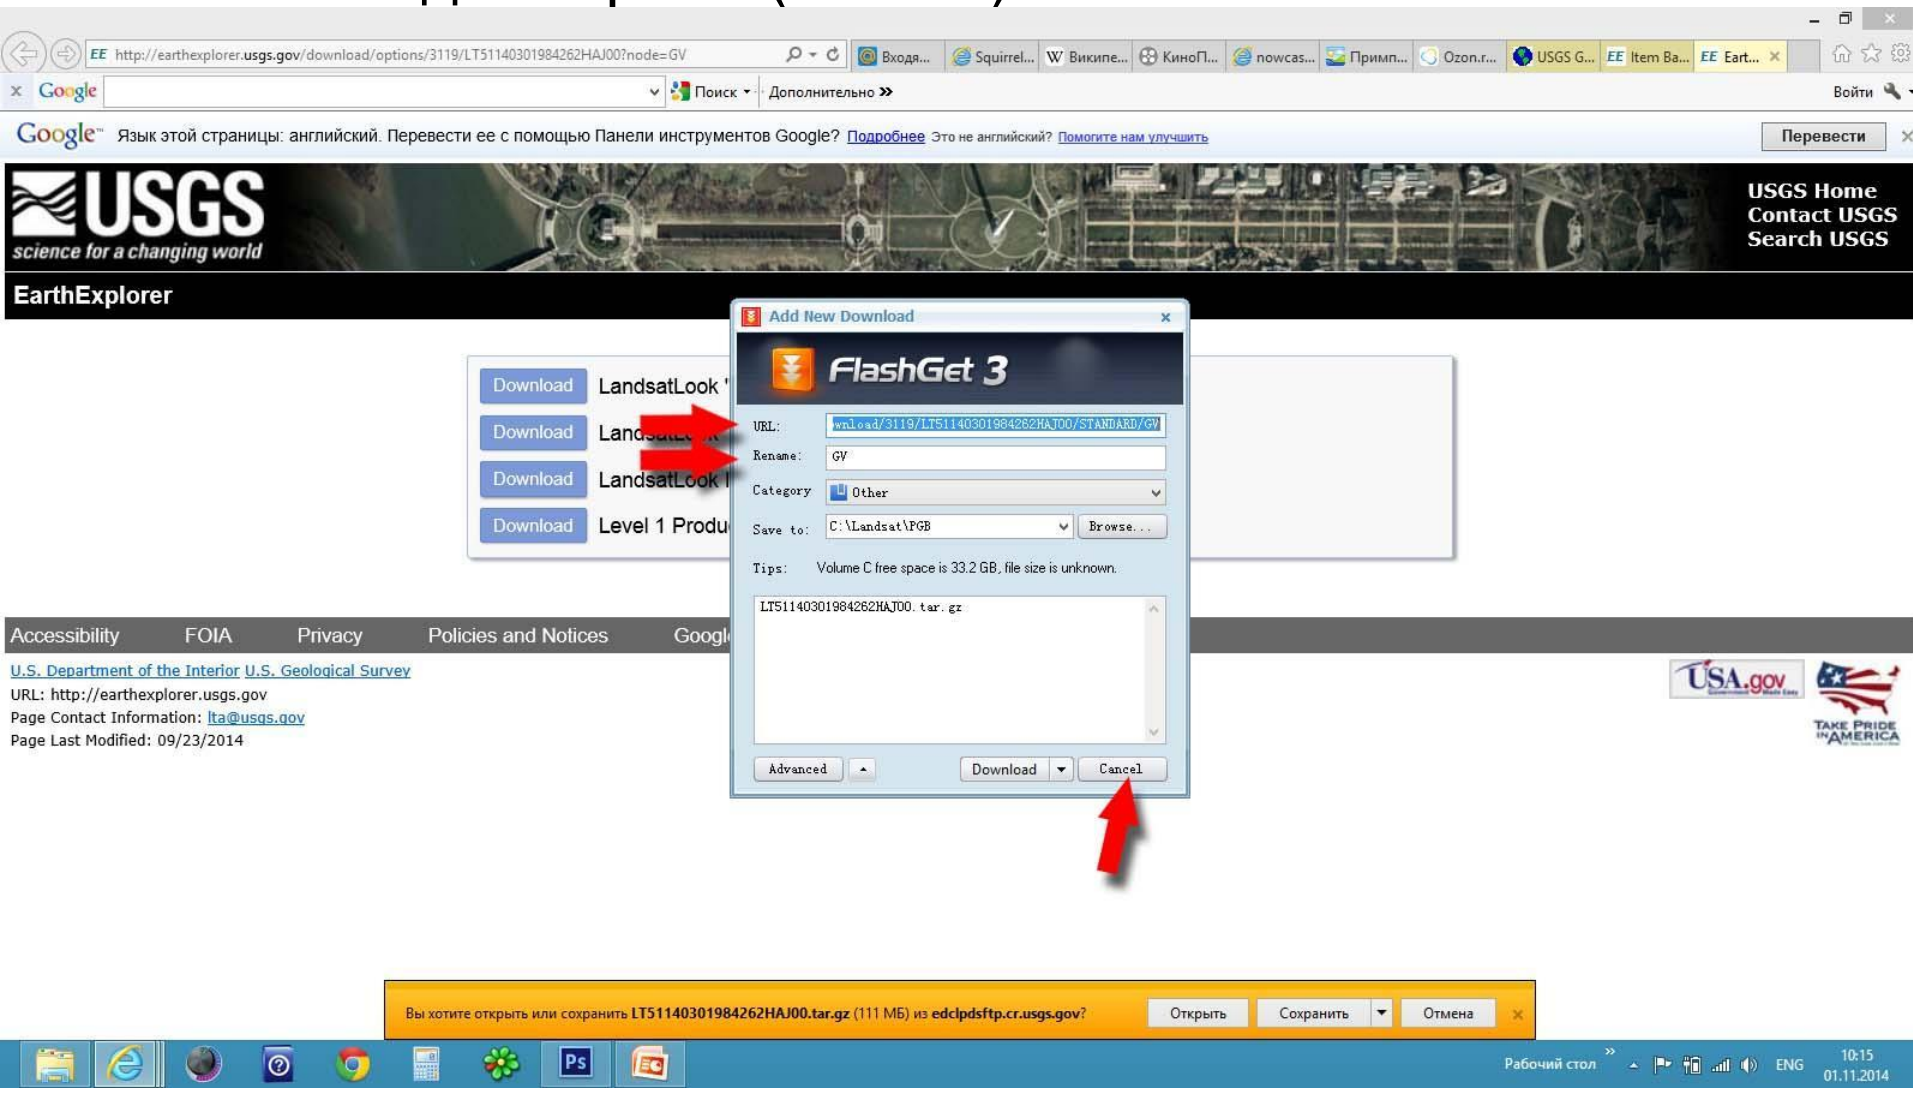 EE http://earthexplorer.usgs.gov/download/options/3119/LT51140301984262HAJ00?node=GV
Входя...
Squirrel...
W Викпе...
КиноП...
nowcas...
Примп...
Ozon.r...
USGS G...
EE Item Ba...
EE Eart...
x Google
Поиск
Дополнительно »
Войти
Google™ Язык этой страницы: английский. Перевести ее с помощью Панели инструментов Google? Подробнее Это не английский? Помогите нам улучшить
Перевести
USGS
science for a changing world
USGS Home
Contact USGS
Search USGS
EarthExplorer
Download LandsatLook "
Download LandsatLook
Download LandsatLook
Download Level 1 Produ
Add New Download
FlashGet 3
URL: wnload/3119/LT51140301984262HAJ00/STANDARD/GV
Rename: GV
Category Other
Save to: C:\Landsat\PGB Browse...
Tips: Volume C free space is 33.2 GB, file size is unknown.
LT51140301984262HAJ00.tar.gz
Advanced Download Cancel
Accessibility FOIA Privacy Policies and Notices Googl
U.S. Department of the Interior U.S. Geological Survey
URL: http://earthexplorer.usgs.gov
Page Contact Information: lta@usgs.gov
Page Last Modified: 09/23/2014
USA.gov
TAKE PRIDE
IN AMERICA
Вы хотите открыть или сохранить LT51140301984262HAJ00.tar.gz (111 МБ) из edclpdsftp.cr.usgs.gov?
Открыть Сохранить Отмена
Ps
Рабочий стол
ENG
10:15
01.11.2014